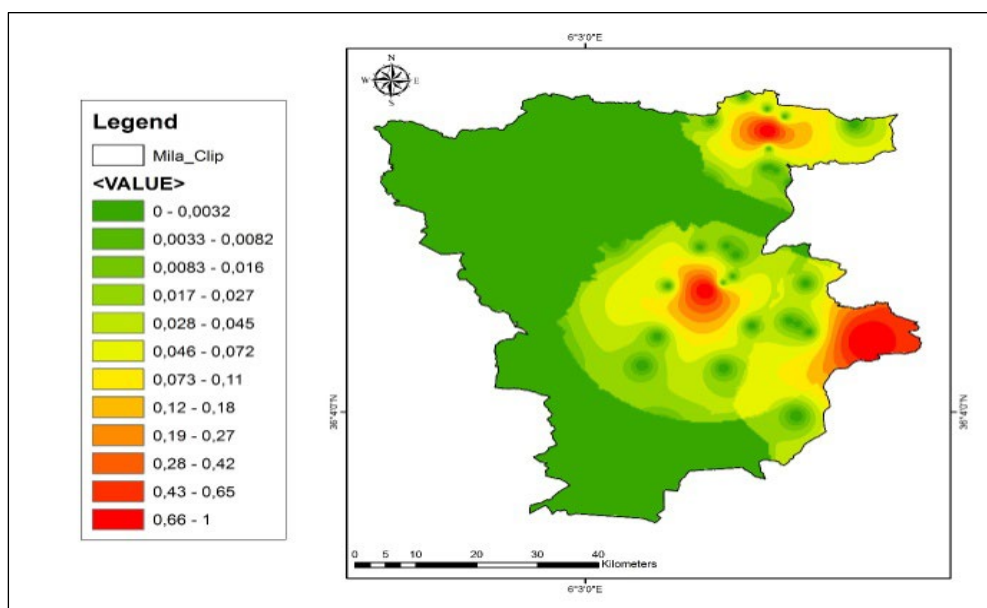 6°3'0"E
N
W E
S
Legend
Mila_Clip
<VALUE>
0 - 0,0032
0,0033 - 0,0082
0,0083 - 0,016
0,017 - 0,027
0,028 - 0,045
0,046 - 0,072
0,073 - 0,11
0,12 - 0,18
0,19 - 0,27
0,28 - 0,42
0,43 - 0,65
0,66 - 1
36°4'0"N
36°4'0"N
0 5 10 20 30 40
Kilometers
6°3'0"E